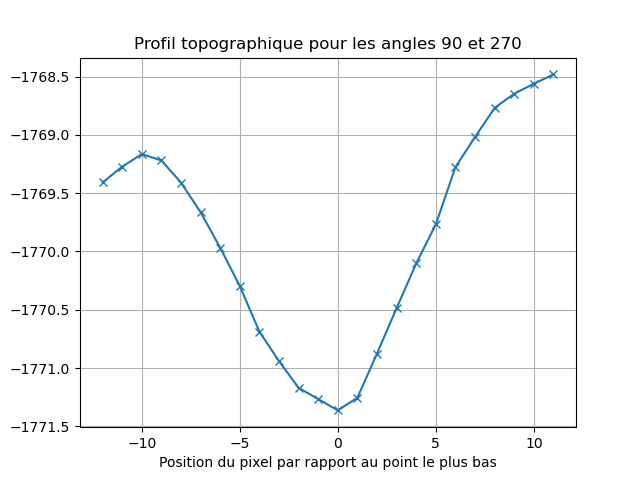 Profil topographique pour les angles 90 et 270
−1768.5
−1769.0
−1769.5
−1770.0
−1770.5
−1771.0
−1771.5
−10 −5 0 5 10
Position du pixel par rapport au point le plus bas